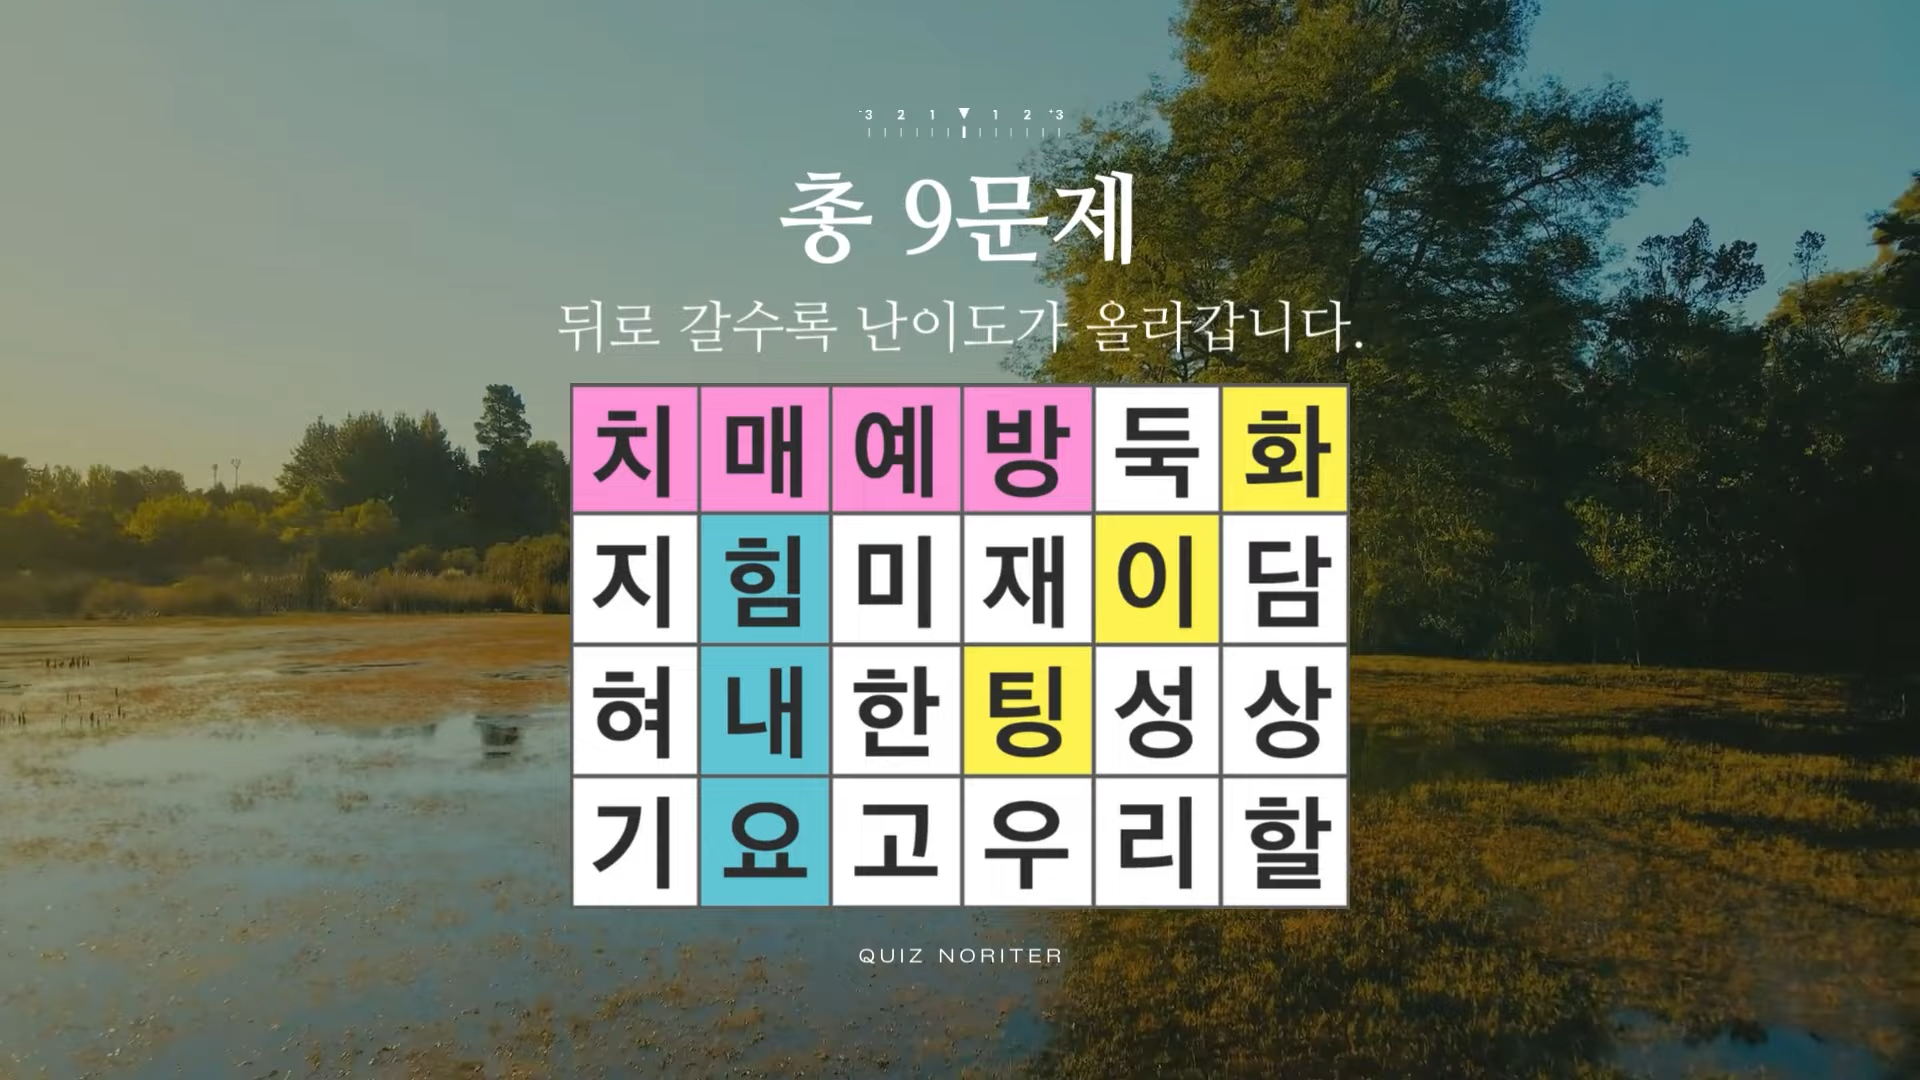 -3 2 1 ▼ 1 2 +3
총 9문제
뒤로 갈수록 난이도가 올라갑니다.
치 매 예 방 둑 화
지 힘 미 재 이 담
혀 내 한 팅 성 상
기 요 고 우 리 할
QUIZ NORITER